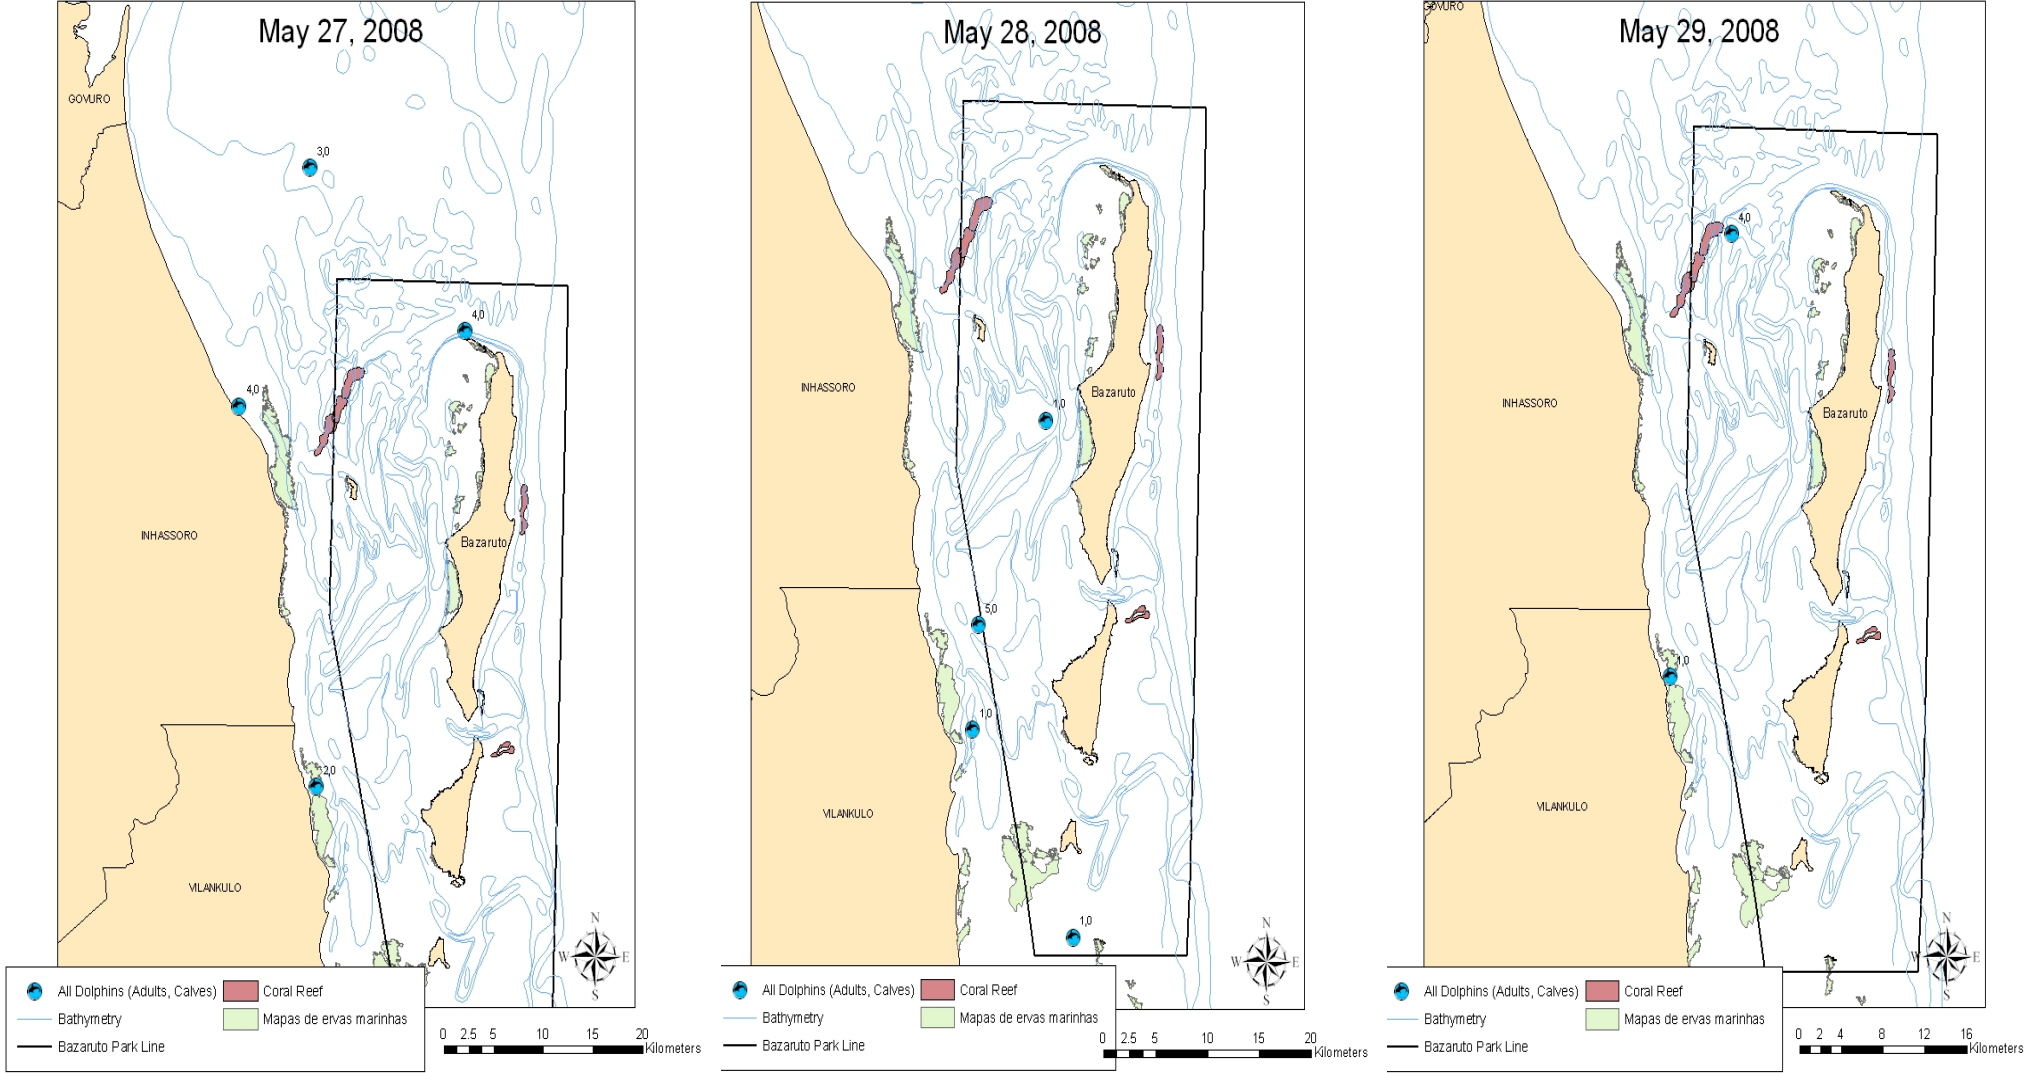 May 27, 2008
GOVURO
3,0
4,0
4,0
INHASSORO
Bazaruto
2,0
VILANKULO
N
W E
S
All Dolphins (Adults, Calves)
Coral Reef
Bathymetry
Mapas de ervas marinhas
Bazaruto Park Line
0 2.5 5 10 15 20
Kilometers
May 28, 2008
INHASSORO
Bazaruto
1,0
5,0
1,0
VILANKULO
1,0
N
W E
S
All Dolphins (Adults, Calves)
Coral Reef
Bathymetry
Mapas de ervas marinhas
Bazaruto Park Line
0 2.5 5 10 15 20
Kilometers
GOVURO
May 29, 2008
4,0
INHASSORO
Bazaruto
1,0
VILANKULO
N
W E
S
All Dolphins (Adults, Calves)
Coral Reef
Bathymetry
Mapas de ervas marinhas
Bazaruto Park Line
0 2 4 8 12 16
Kilometers